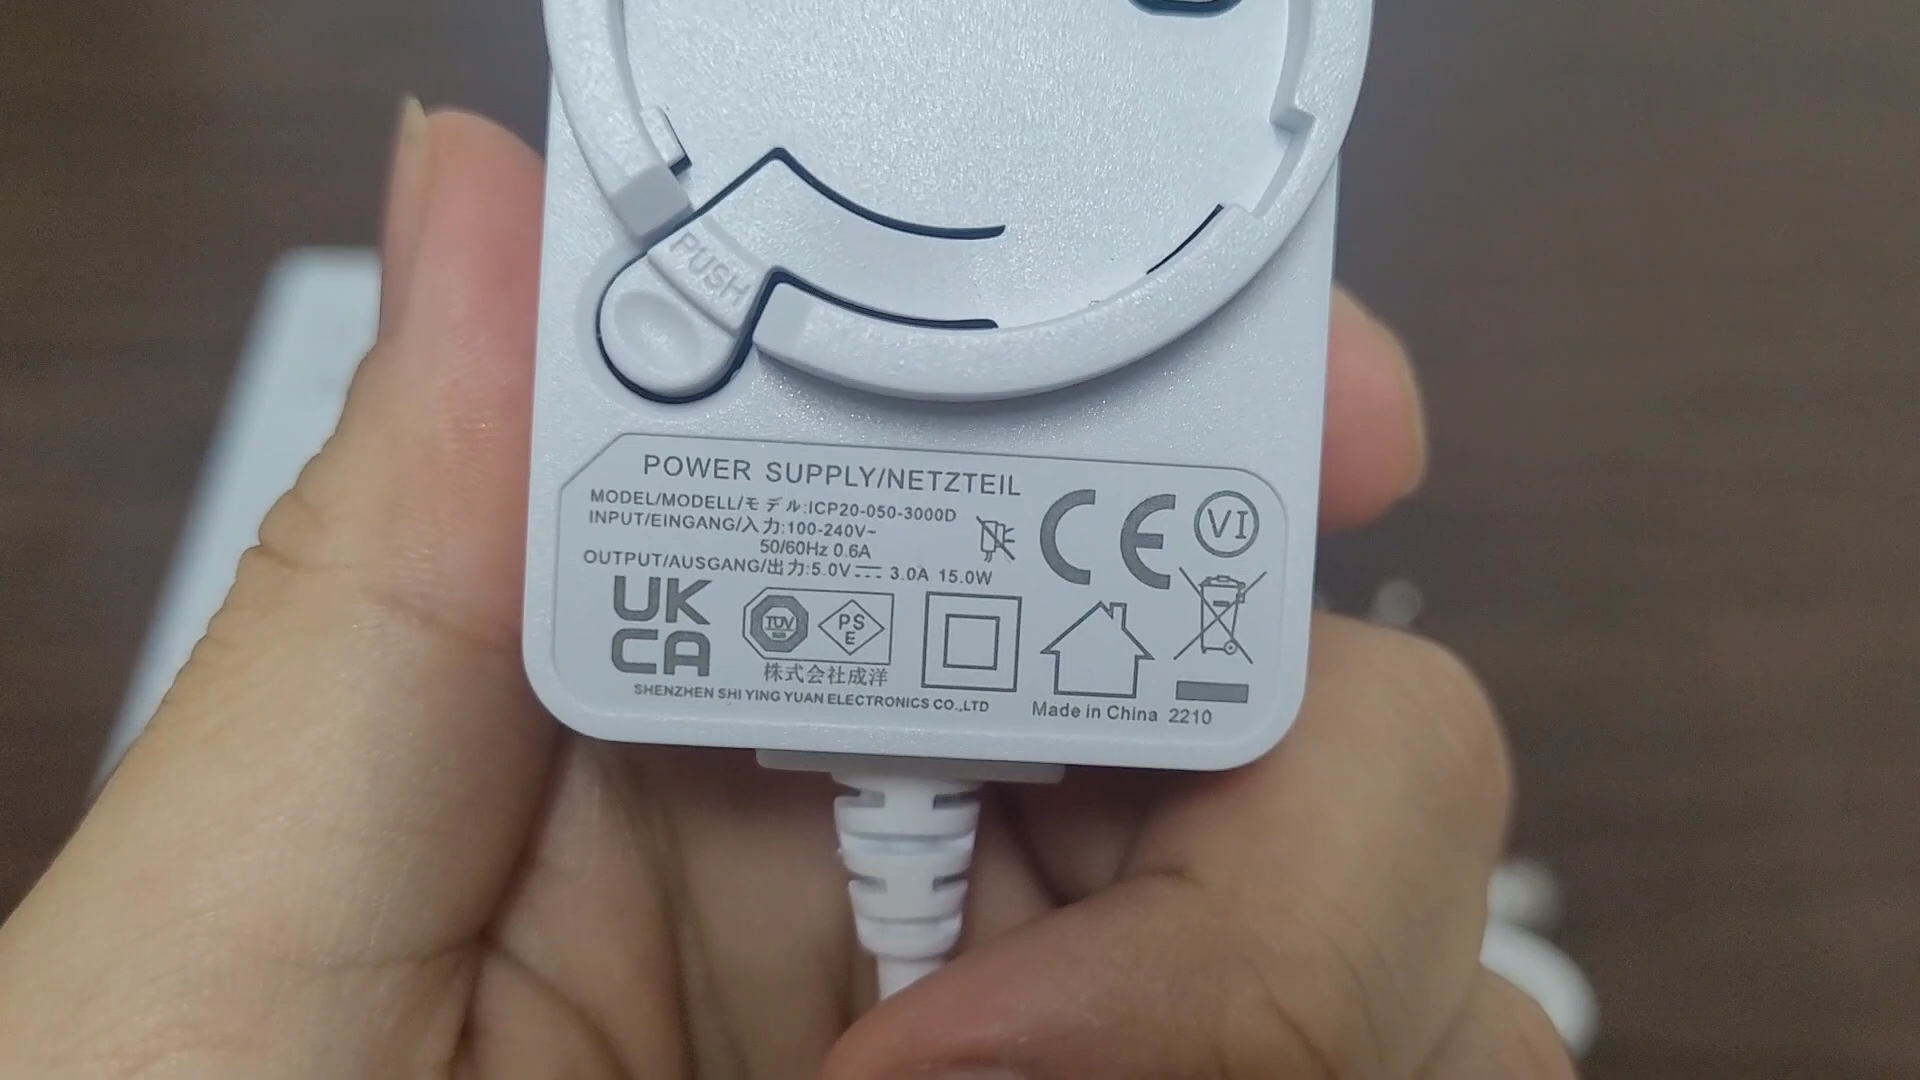 PUSH
POWER SUPPLY/NETZTEIL
MODEL/MODELL/モデル:ICP20-050-3000D
INPUT/EINGANG/入力:100-240V~
50/60Hz 0.6A
OUTPUT/AUSGANG/出力:5.0V⎓ 3.0A 15.0W
CE
VI
UK
CA
TÜV
PS
E
株式会社成洋
SHENZHEN SHI YING YUAN ELECTRONICS CO.,LTD
Made in China 2210